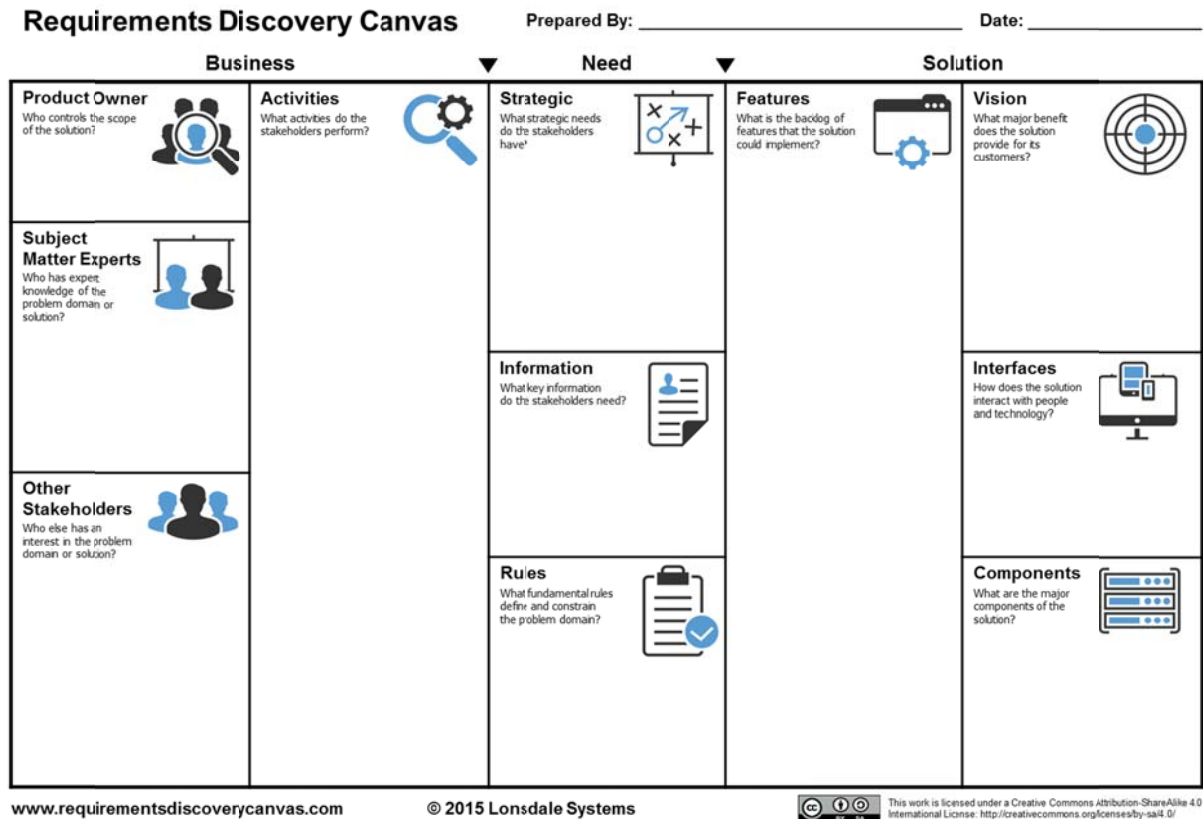 Requirements Discovery Canvas
Prepared By:
Date:
Business
Need
Solution
Product Owner
Who controls the scope
of the solution?
Subject
Matter Experts
Who has expert
knowledge of the
problem domain or
solution?
Other
Stakeholders
Who else has an
interest in the problem
domain or solution?
Activities
What activities do the
stakeholders perform?
Strategic
What strategic needs
do the stakeholders
have?
Information
What key information
do the stakeholders need?
Rules
What fundamental rules
define and constrain
the problem domain?
Features
What is the backlog of
features that the solution
could implement?
Vision
What major benefit
does the solution
provide for its
customers?
Interfaces
How does the solution
interact with people
and technology?
Components
What are the major
components of the
solution?
www.requirementsdiscoverycanvas.com
© 2015 Lonsdale Systems
cc
BY SA
This work is licensed under a Creative Commons Attribution-ShareAlike 4.0
International License: http://creativecommons.org/licenses/by-sa/4.0/